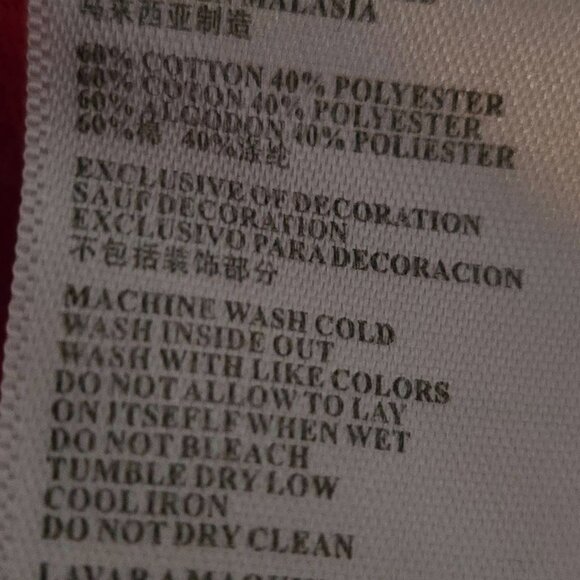 MALASIA
马来西亚制造
60% COTTON 40% POLYESTER
60% COTON 40% POLYESTER
60% ALGODON 40% POLIESTER
60%棉 40%涤纶
EXCLUSIVE OF DECORATION
SAUF DECORATION
EXCLUSIVO PARA DECORACION
不包括装饰部分
MACHINE WASH COLD
WASH INSIDE OUT
WASH WITH LIKE COLORS
DO NOT ALLOW TO LAY
ON ITSEFLF WHEN WET
DO NOT BLEACH
TUMBLE DRY LOW
COOL IRON
DO NOT DRY CLEAN
LAVAR A